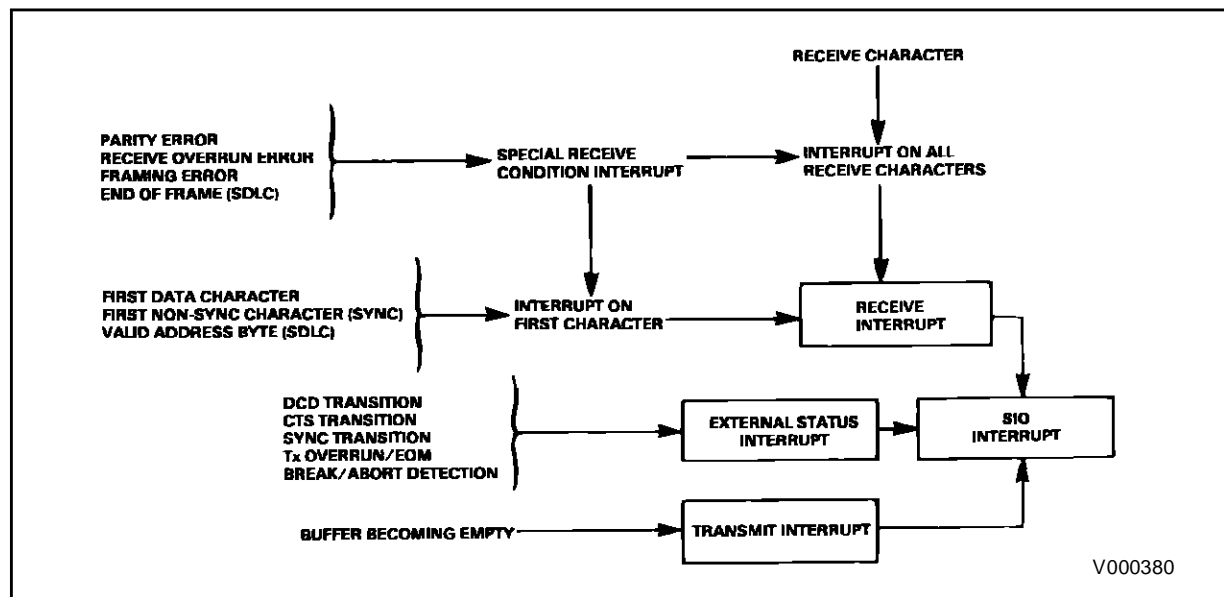 RECEIVE CHARACTER
PARITY ERROR
RECEIVE OVERRUN ERROR
FRAMING ERROR
END OF FRAME (SDLC)
SPECIAL RECEIVE
CONDITION INTERRUPT
INTERRUPT ON ALL
RECEIVE CHARACTERS
FIRST DATA CHARACTER
FIRST NON-SYNC CHARACTER (SYNC)
VALID ADDRESS BYTE (SDLC)
INTERRUPT ON
FIRST CHARACTER
RECEIVE
INTERRUPT
DCD TRANSITION
CTS TRANSITION
SYNC TRANSITION
Tx OVERRUN/EOM
BREAK/ABORT DETECTION
EXTERNAL STATUS
INTERRUPT
SIO
INTERRUPT
BUFFER BECOMING EMPTY
TRANSMIT INTERRUPT
V000380